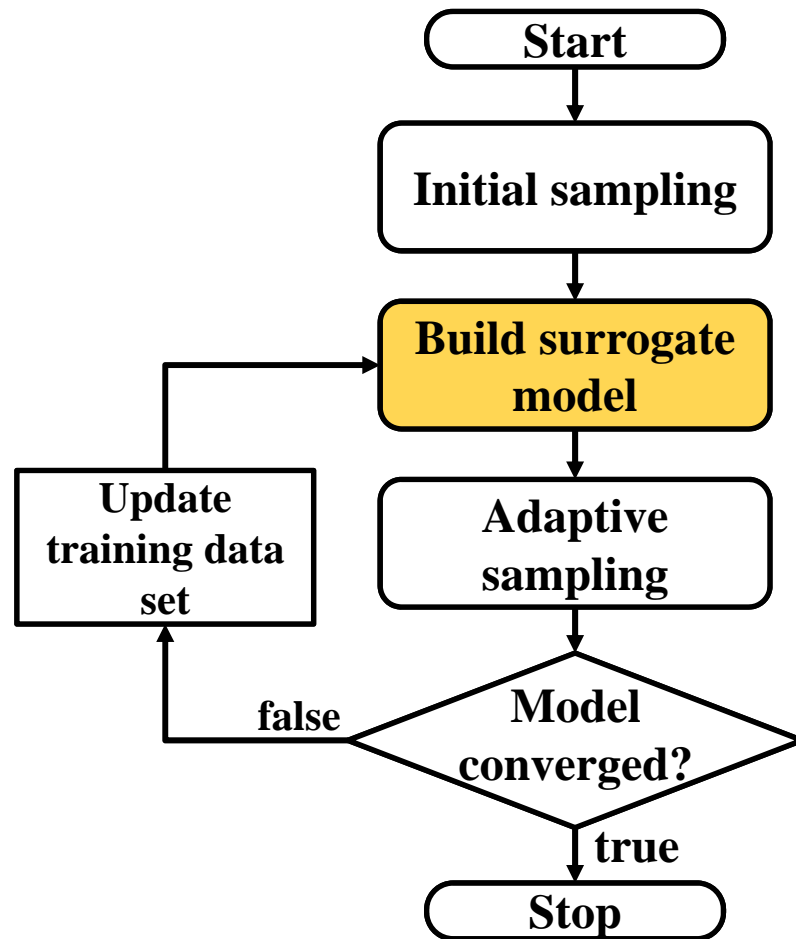 Start
Initial sampling
Build surrogate
model
Update
training data
set
Adaptive
sampling
false
Model
converged?
true
Stop